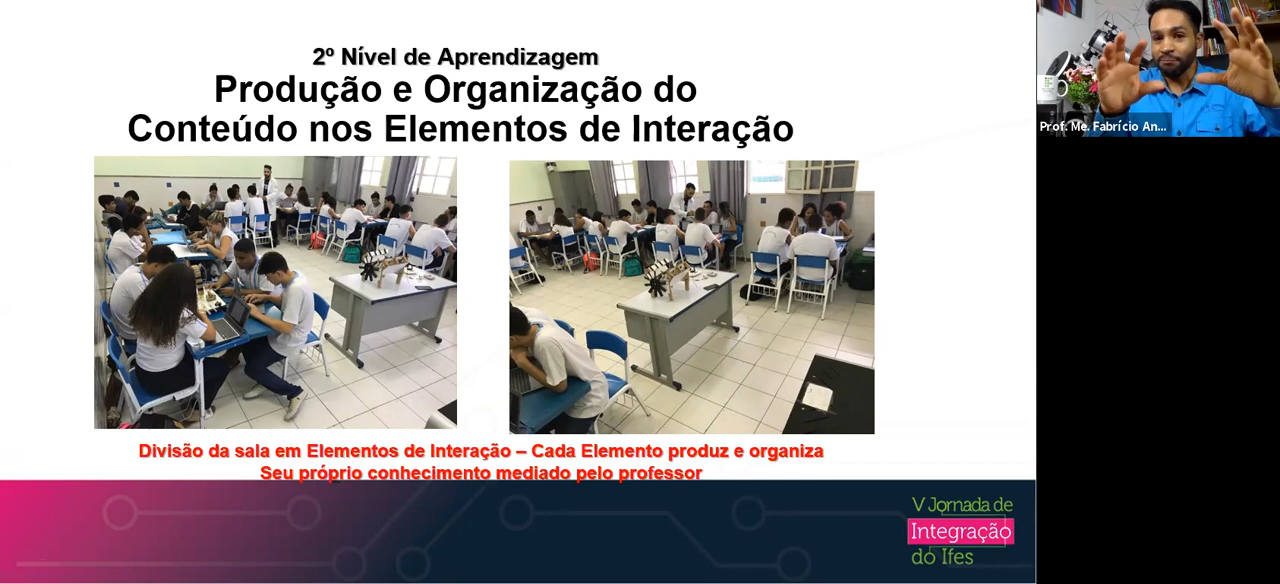 2º Nível de Aprendizagem
Produção e Organização do
Conteúdo nos Elementos de Interação
Divisão da sala em Elementos de Interação – Cada Elemento produz e organiza
Seu próprio conhecimento mediado pelo professor
V Jornada de
Integração
do Ifes
Prof. Me. Fabrício An...